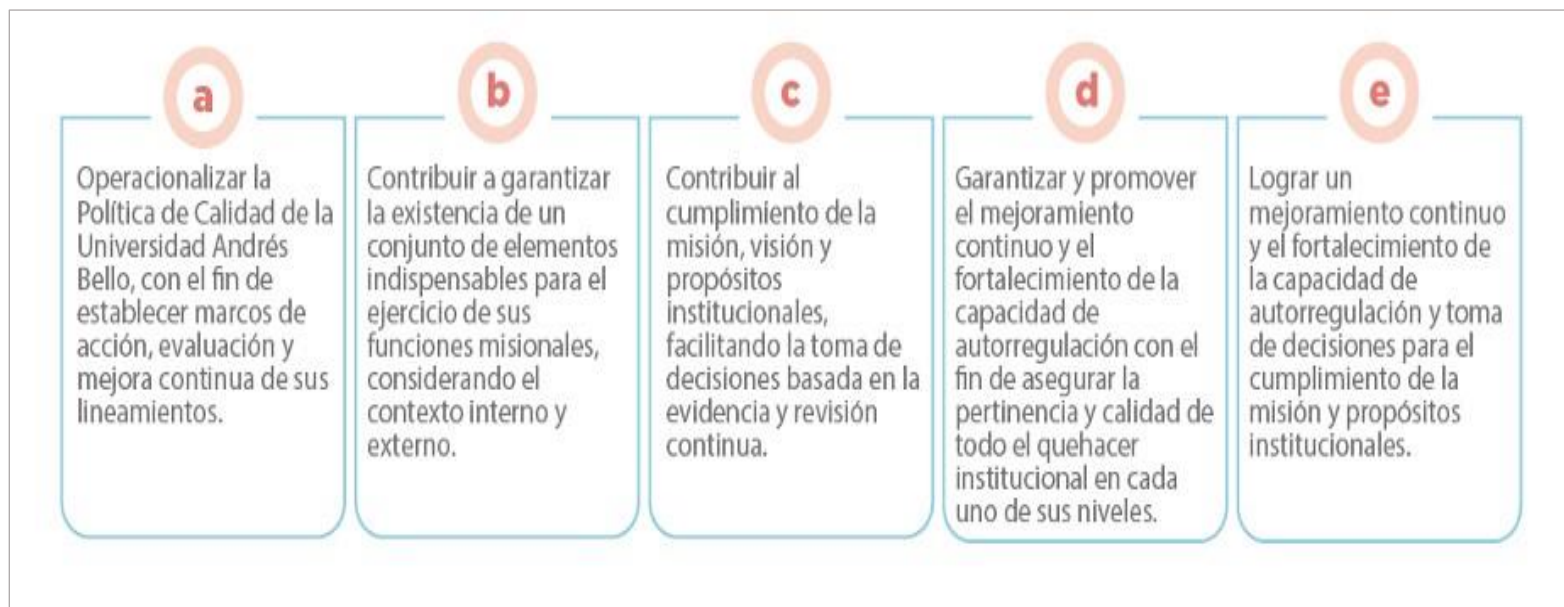 a
Operacionalizar la
Política de Calidad de la
Universidad Andrés
Bello, con el fin de
establecer marcos de
acción, evaluación y
mejora continua de sus
lineamientos.
b
Contribuir a garantizar
la existencia de un
conjunto de elementos
indispensables para el
ejercicio de sus
funciones misionales,
considerando el
contexto interno y
externo.
c
Contribuir al
cumplimiento de la
misión, visión y
propósitos
institucionales,
facilitando la toma de
decisiones basada en la
evidencia y revisión
continua.
d
Garantizar y promover
el mejoramiento
continuo y el
fortalecimiento de la
capacidad de
autorregulación con el
fin de asegurar la
pertinencia y calidad de
todo el quehacer
institucional en cada
uno de sus niveles.
e
Lograr un
mejoramiento continuo
y el fortalecimiento de
la capacidad de
autorregulación y toma
de decisiones para el
cumplimiento de la
misión y propósitos
institucionales.